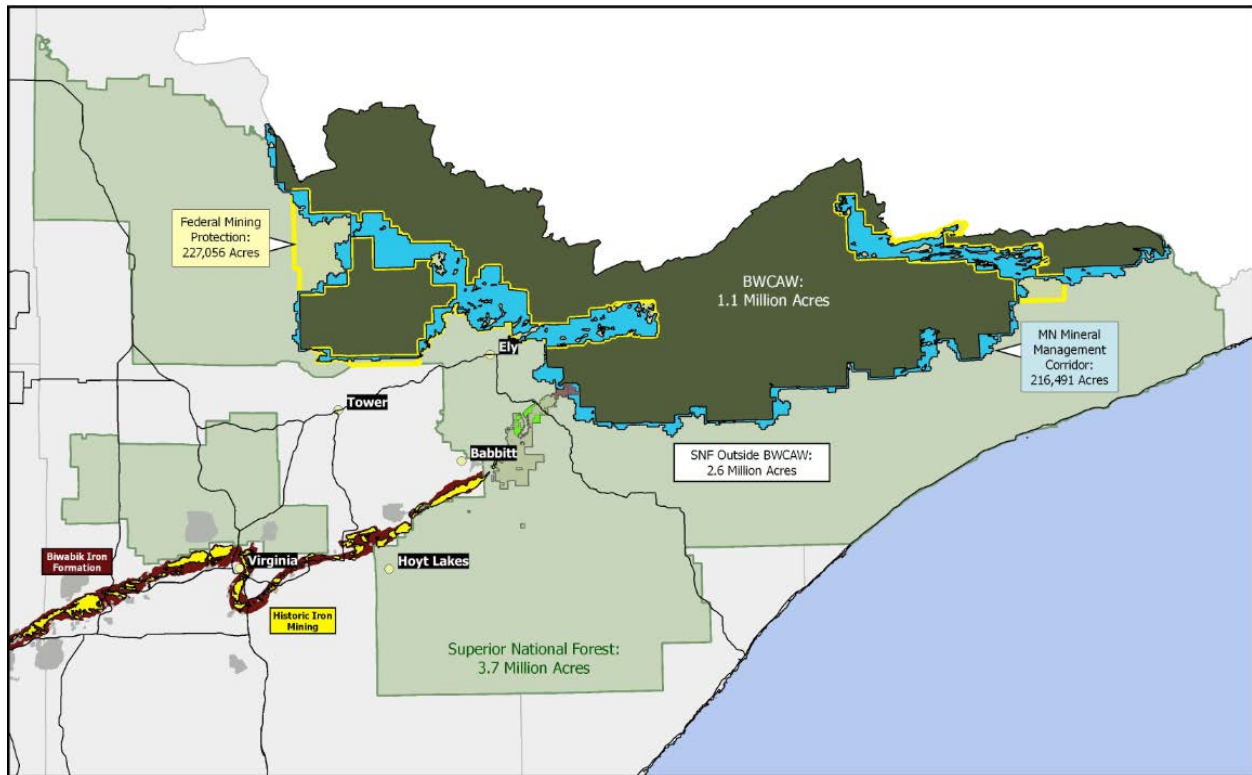 Federal Mining
Protection:
227,056 Acres
BWCAW:
1.1 Million Acres
MN Mineral
Management
Corridor:
216,491 Acres
Ely
Tower
SNF Outside BWCAW:
2.6 Million Acres
Babbitt
Biwabik Iron
Formation
Virginia
Hoyt Lakes
Historic Iron
Mining
Superior National Forest:
3.7 Million Acres